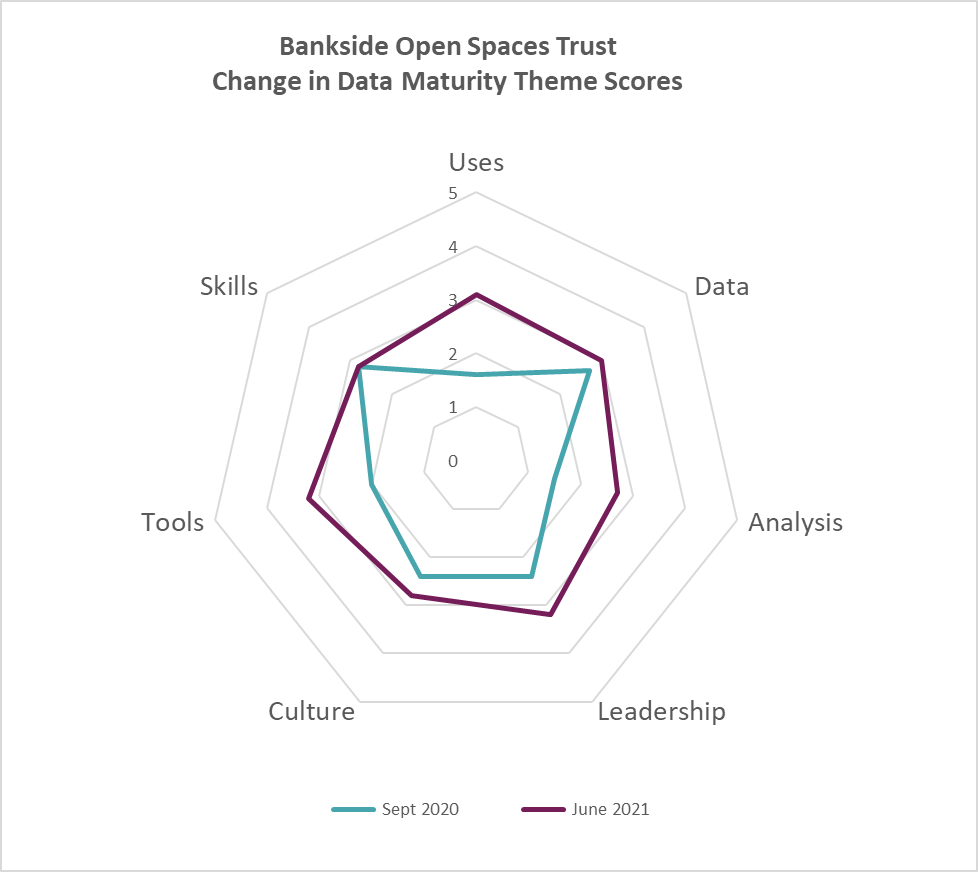 Bankside Open Spaces Trust
Change in Data Maturity Theme Scores
Uses
5
4
3
2
1
0
Skills
Data
Tools
Analysis
Culture
Leadership
Sept 2020
June 2021